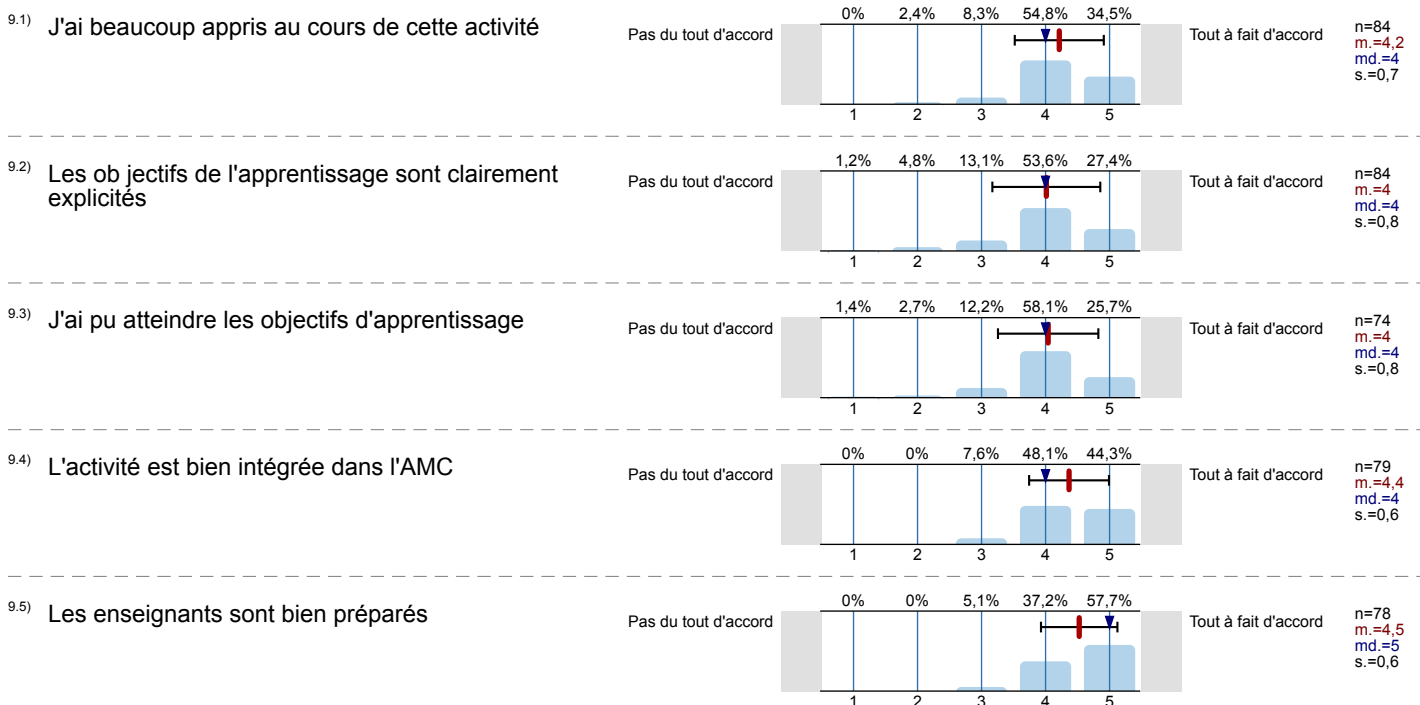 9.1) J'ai beaucoup appris au cours de cette activité
Pas du tout d'accord
0% 2,4% 8,3% 54,8% 34,5%
1 2 3 4 5
Tout à fait d'accord
n=84
m.=4,2
md.=4
s.=0,7
9.2) Les ob jectifs de l'apprentissage sont clairement
explicités
Pas du tout d'accord
1,2% 4,8% 13,1% 53,6% 27,4%
1 2 3 4 5
Tout à fait d'accord
n=84
m.=4
md.=4
s.=0,8
9.3) J'ai pu atteindre les objectifs d'apprentissage
Pas du tout d'accord
1,4% 2,7% 12,2% 58,1% 25,7%
1 2 3 4 5
Tout à fait d'accord
n=74
m.=4
md.=4
s.=0,8
9.4) L'activité est bien intégrée dans l'AMC
Pas du tout d'accord
0% 0% 7,6% 48,1% 44,3%
1 2 3 4 5
Tout à fait d'accord
n=79
m.=4,4
md.=4
s.=0,6
9.5) Les enseignants sont bien préparés
Pas du tout d'accord
0% 0% 5,1% 37,2% 57,7%
1 2 3 4 5
Tout à fait d'accord
n=78
m.=4,5
md.=5
s.=0,6